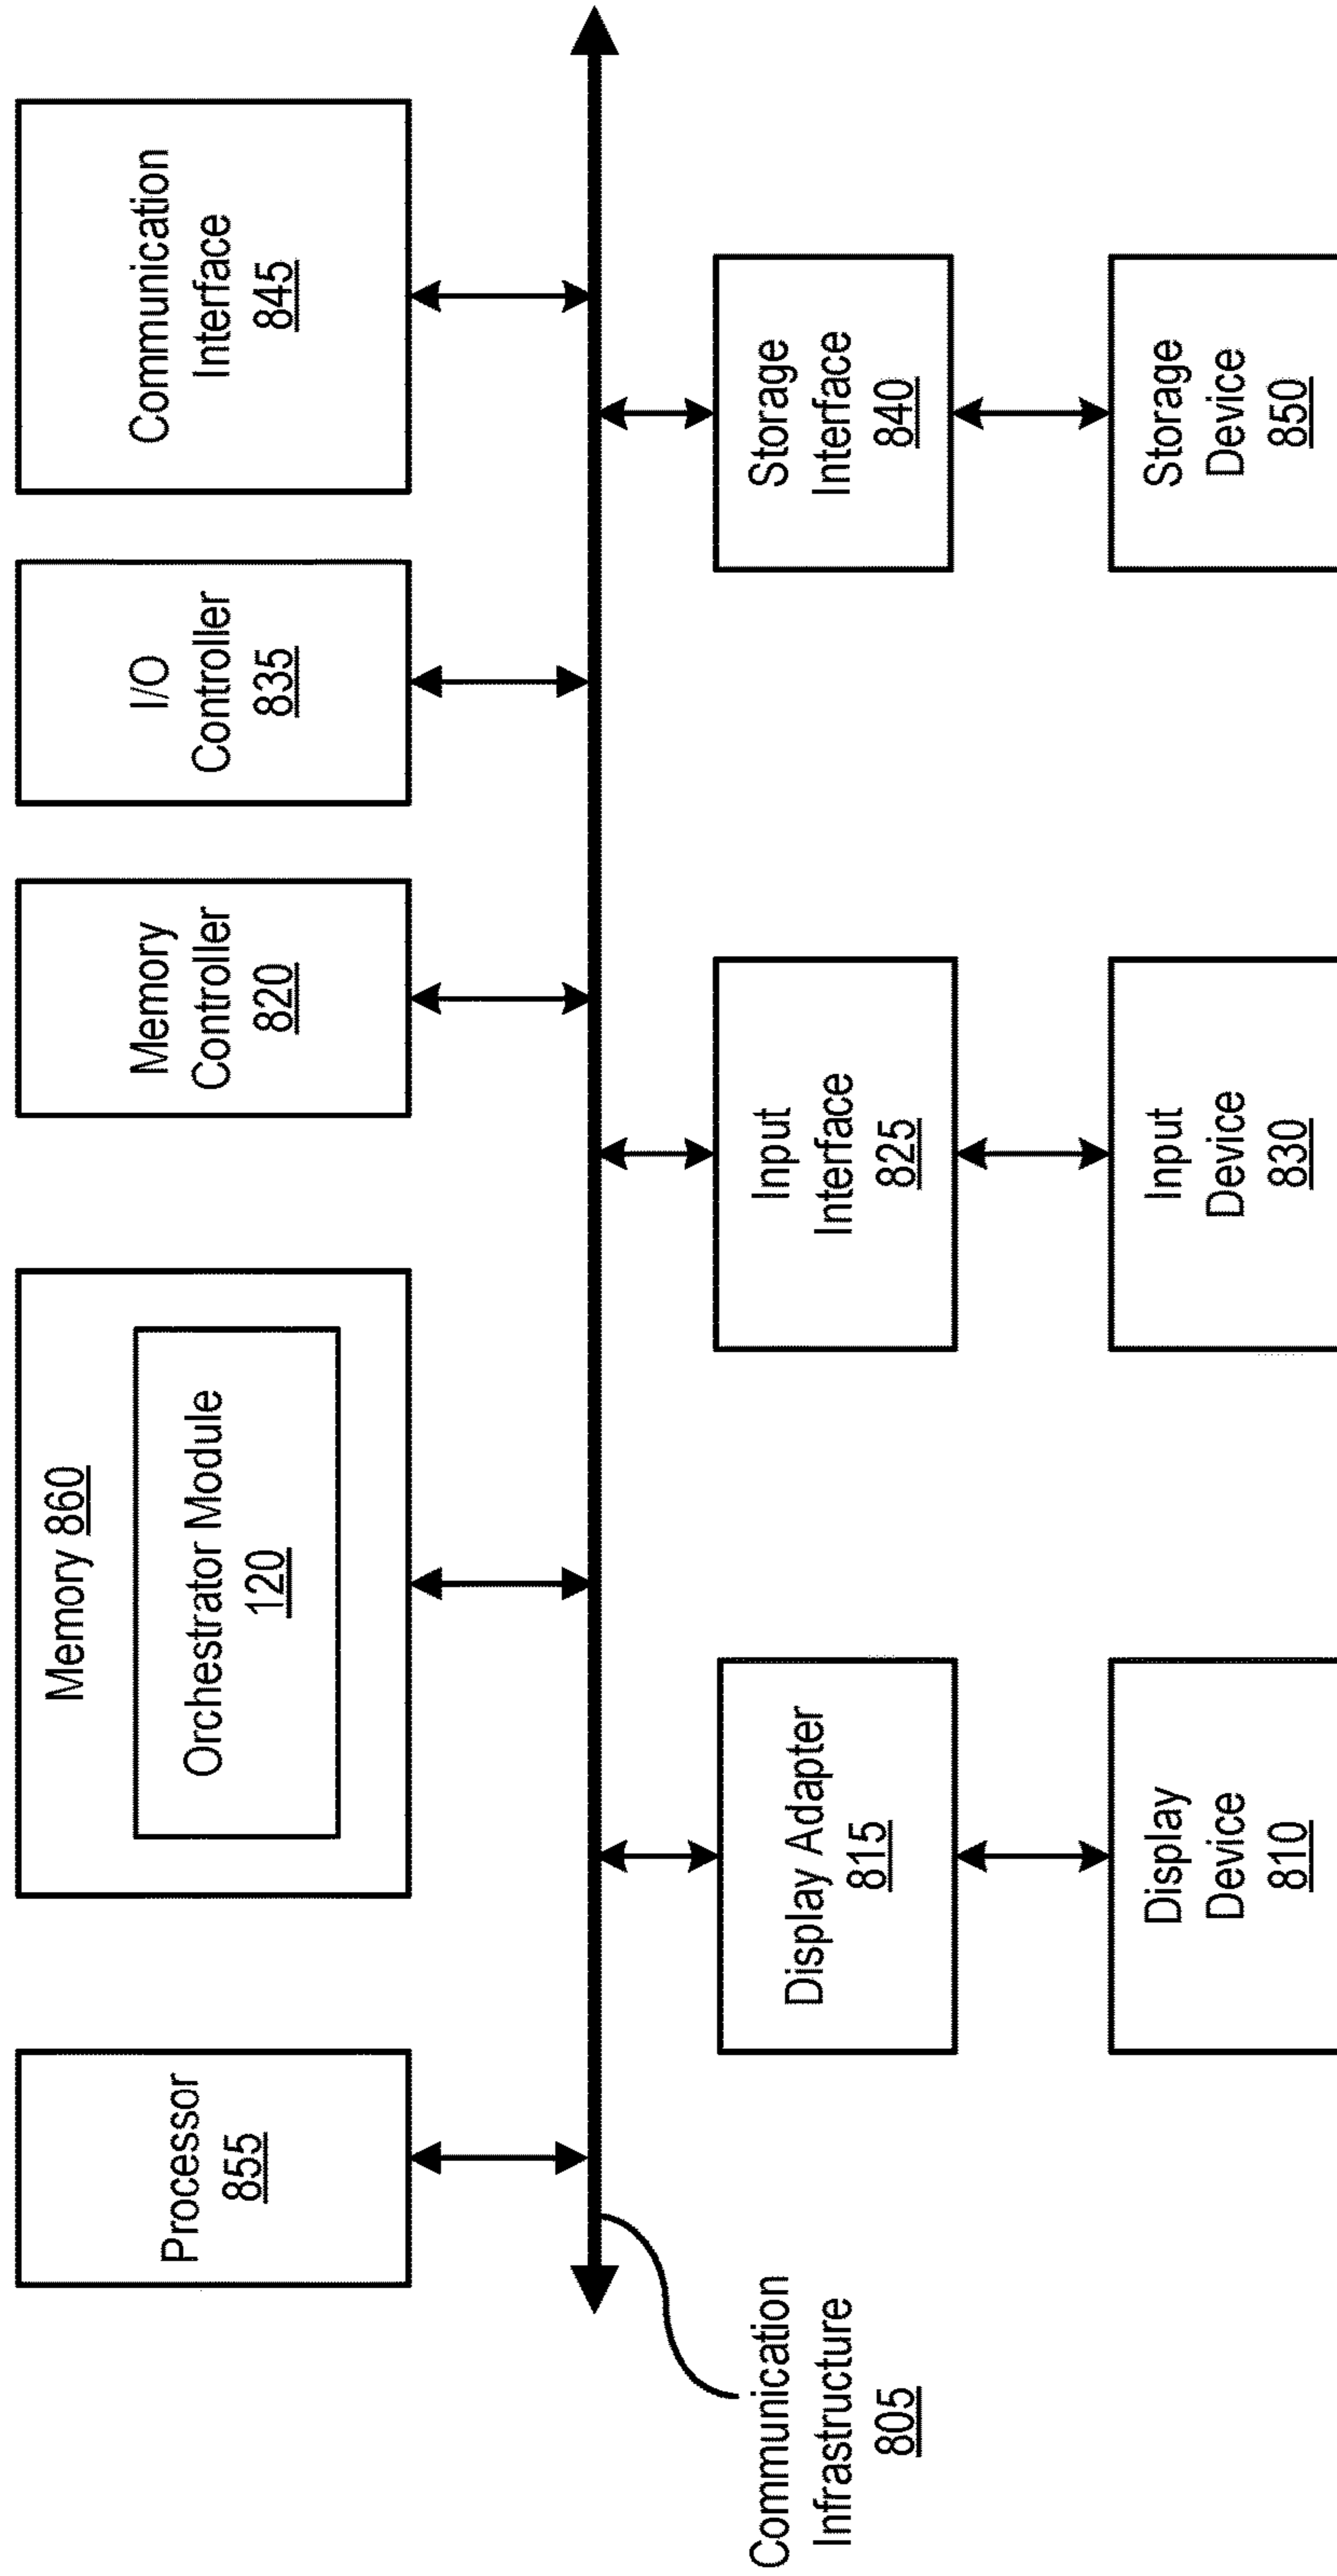 Processor
855
Memory 860
Orchestrator Module
120
Memory
Controller
820
I/O
Controller
835
Communication
Interface
845
Communication
Infrastructure
805
Display Adapter
815
Input
Interface
825
Storage
Interface
840
Display
Device
810
Input
Device
830
Storage
Device
850